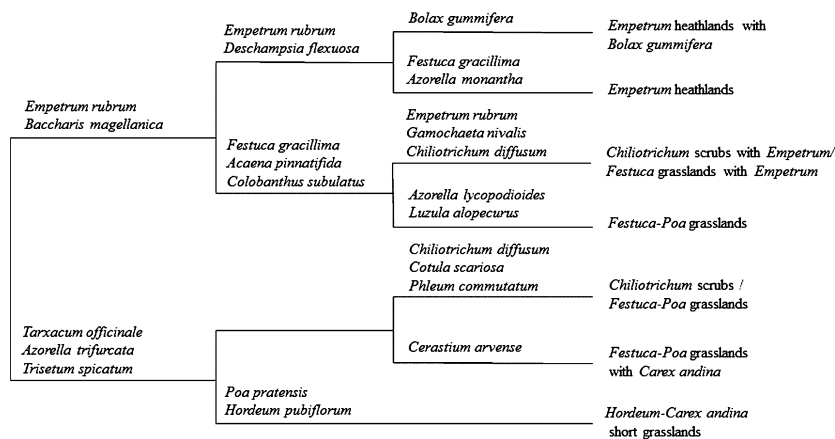 Bolax gummifera
Empetrum rubrum
Deschampsia flexuosa
Empetrum heathlands with
Bolax gummifera
Festuca gracillima
Azorella monantha
Empetrum heathlands
Empetrum rubrum
Baccharis magellanica
Empetrum rubrum
Gamochaeta nivalis
Chiliotrichum diffusum
Festuca gracillima
Acaena pinnatifida
Colobanthus subulatus
Chiliotrichum scrubs with Empetrum/
Festuca grasslands with Empetrum
Azorella lycopodioides
Luzula alopecurus
Festuca-Poa grasslands
Chiliotrichum diffusum
Cotula scariosa
Phleum commutatum
Chiliotrichum scrubs /
Festuca-Poa grasslands
Tarxacum officinale
Azorella trifurcata
Trisetum spicatum
Cerastium arvense
Festuca-Poa grasslands
with Carex andina
Poa pratensis
Hordeum pubiflorum
Hordeum-Carex andina
short grasslands